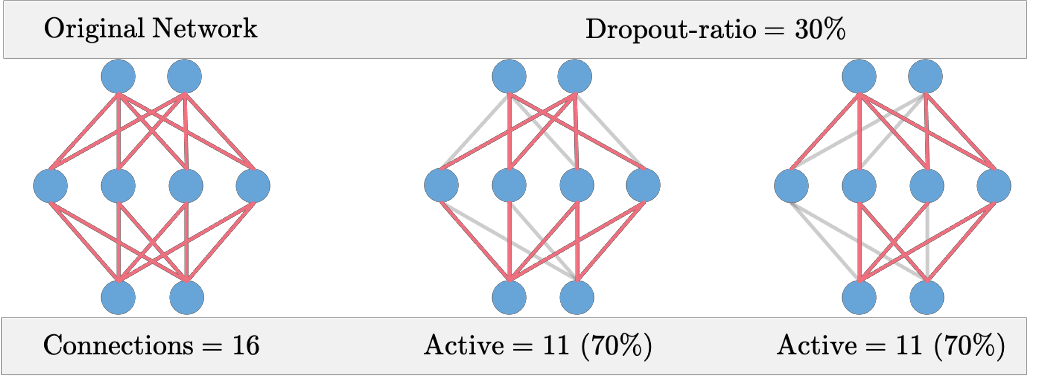 Original Network
Dropout-ratio = 30%
Connections = 16
Active = 11 (70%)
Active = 11 (70%)